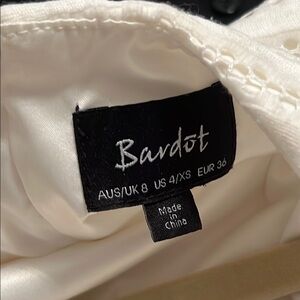 Bardot
AUS/UK 8 US 4/XS EUR 36
Made
in
China